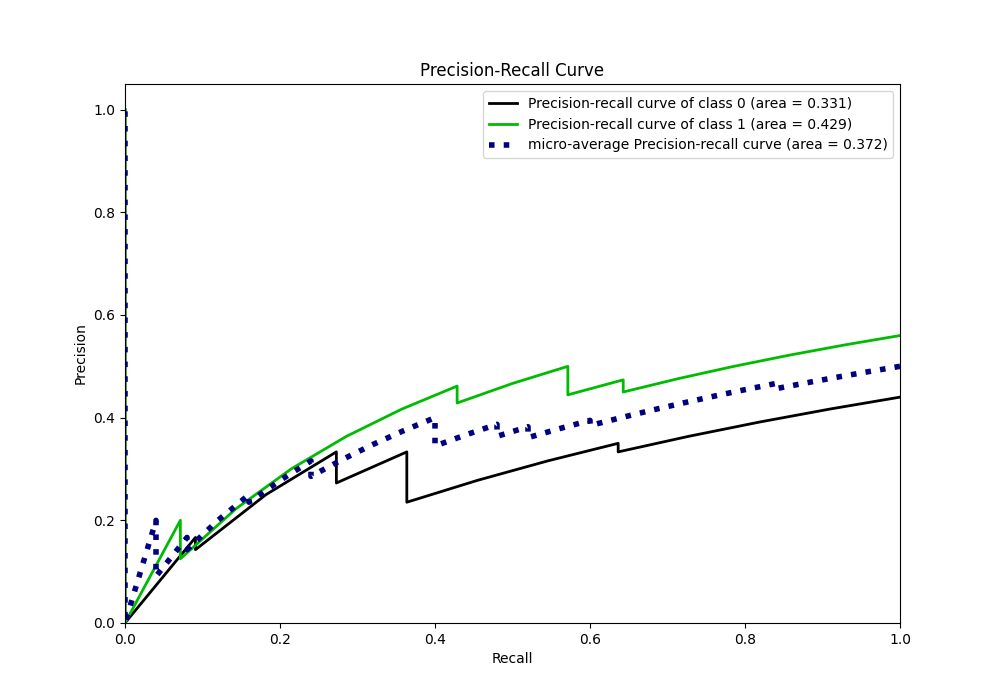 Precision-Recall Curve
Precision-recall curve of class 0 (area = 0.331)
Precision-recall curve of class 1 (area = 0.429)
micro-average Precision-recall curve (area = 0.372)
1.0
0.8
0.6
0.4
0.2
0.0
Precision
0.0 0.2 0.4 0.6 0.8 1.0
Recall